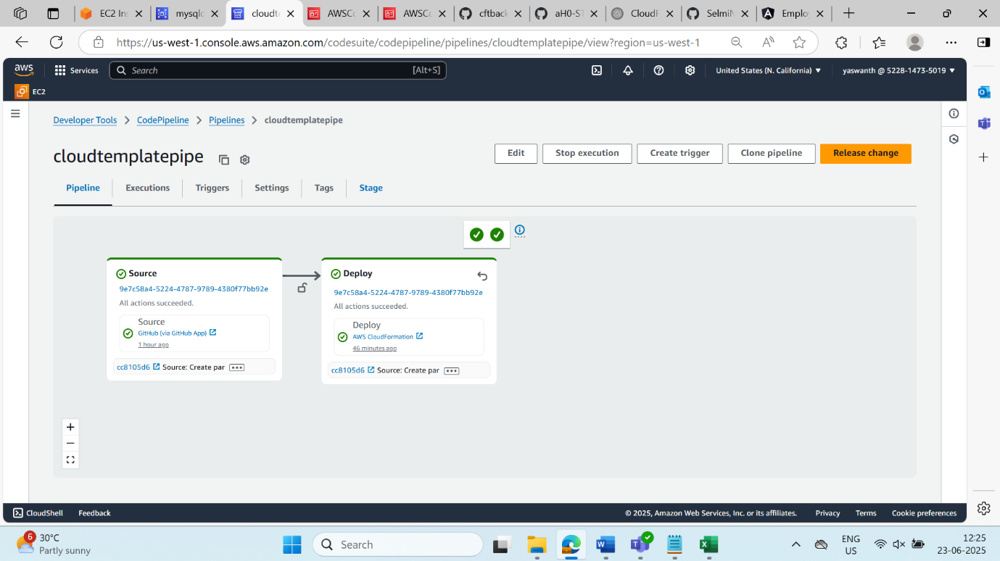 EC2 Ins
mysqlc
cloudte
AWSCo
AWSCo
cftback
aH0-ST
CloudF
SelmiN
Employ
https://us-west-1.console.aws.amazon.com/codesuite/codepipeline/pipelines/cloudtemplatepipe/view?region=us-west-1
aws
Services
Search
[Alt+S]
United States (N. California)
yaswanth @ 5228-1473-5019
EC2
Developer Tools
CodePipeline
Pipelines
cloudtemplatepipe
cloudtemplatepipe
Edit
Stop execution
Create trigger
Clone pipeline
Release change
Pipeline
Executions
Triggers
Settings
Tags
Stage
Source
9e7c58a4-5224-4787-9789-4380f77bb92e
All actions succeeded.
Source
GitHub (via GitHub App)
1 hour ago
cc8105d6 Source: Create par
Deploy
9e7c58a4-5224-4787-9789-4380f77bb92e
All actions succeeded.
Deploy
AWS CloudFormation
46 minutes ago
cc8105d6 Source: Create par
CloudShell
Feedback
© 2025, Amazon Web Services, Inc. or its affiliates.
Privacy
Terms
Cookie preferences
6
30°C
Partly sunny
Search
ENG
US
12:25
23-06-2025